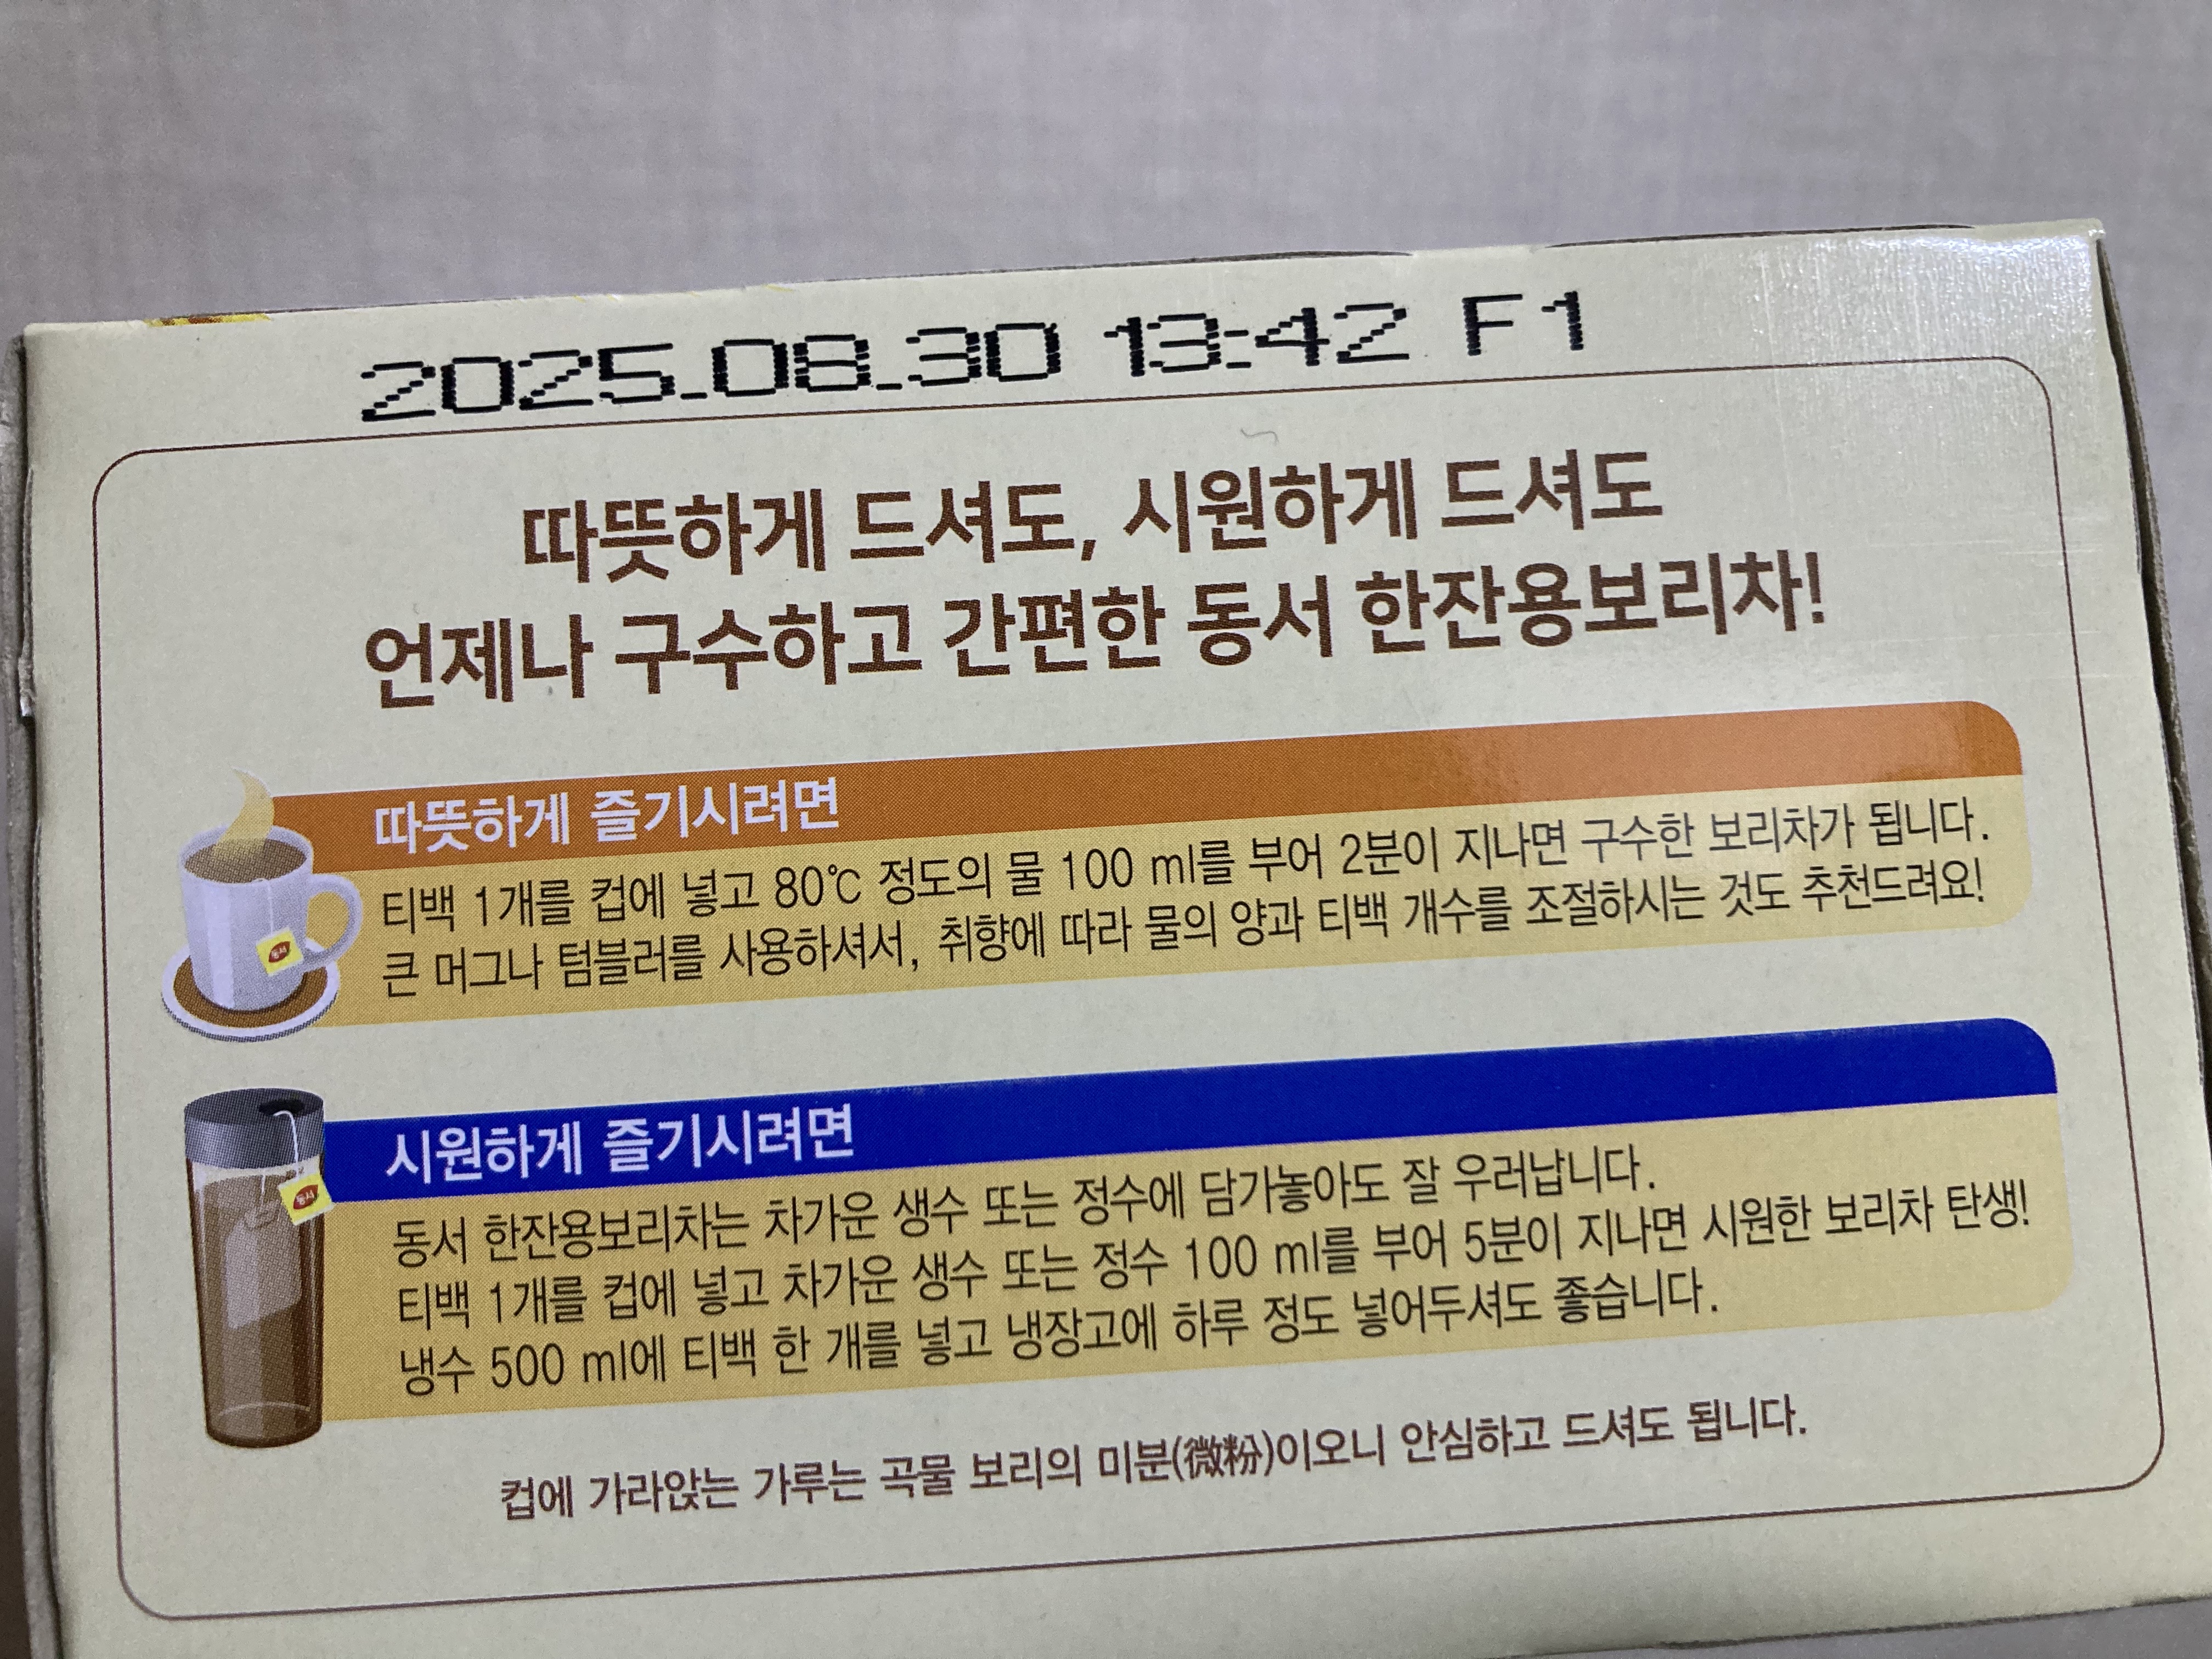 2025.08.30 13:42 F1
따뜻하게 드셔도, 시원하게 드셔도
언제나 구수하고 간편한 동서 한잔용보리차!
따뜻하게 즐기시려면
티백 1개를 컵에 넣고 80℃ 정도의 물 100 ml를 부어 2분이 지나면 구수한 보리차가 됩니다.
큰 머그나 텀블러를 사용하셔서, 취향에 따라 물의 양과 티백 개수를 조절하시는 것도 추천드려요!
동서
시원하게 즐기시려면
동서 한잔용보리차는 차가운 생수 또는 정수에 담가놓아도 잘 우러납니다.
티백 1개를 컵에 넣고 차가운 생수 또는 정수 100 ml를 부어 5분이 지나면 시원한 보리차 탄생!
냉수 500 ml에 티백 한 개를 넣고 냉장고에 하루 정도 넣어두셔도 좋습니다.
동서
컵에 가라앉는 가루는 곡물 보리의 미분(微粉)이오니 안심하고 드셔도 됩니다.